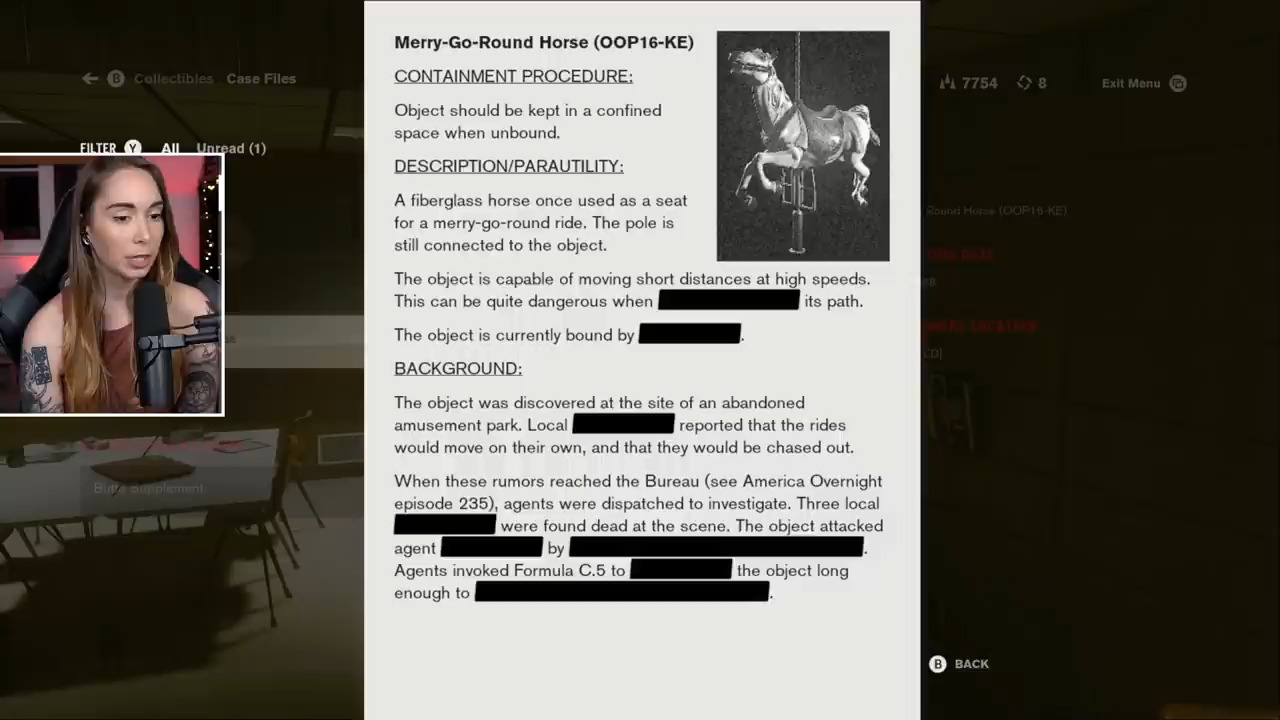 Merry-Go-Round Horse (OOP16-KE)
CONTAINMENT PROCEDURE:
Object should be kept in a confined
space when unbound.
DESCRIPTION/PARAUTILITY:
A fiberglass horse once used as a seat
for a merry-go-round ride. The pole is
still connected to the object.
The object is capable of moving short distances at high speeds.
This can be quite dangerous when its path.
The object is currently bound by .
BACKGROUND:
The object was discovered at the site of an abandoned
amusement park. Local reported that the rides
would move on their own, and that they would be chased out.
When these rumors reached the Bureau (see America Overnight
episode 235), agents were dispatched to investigate. Three local
were found dead at the scene. The object attacked
agent by .
Agents invoked Formula C.5 to the object long
enough to .
B Collectibles Case Files
FILTER Y All Unread (1)
Butte Supplement
7754 8 Exit Menu
Round Horse (OOP16-KE)
B BACK